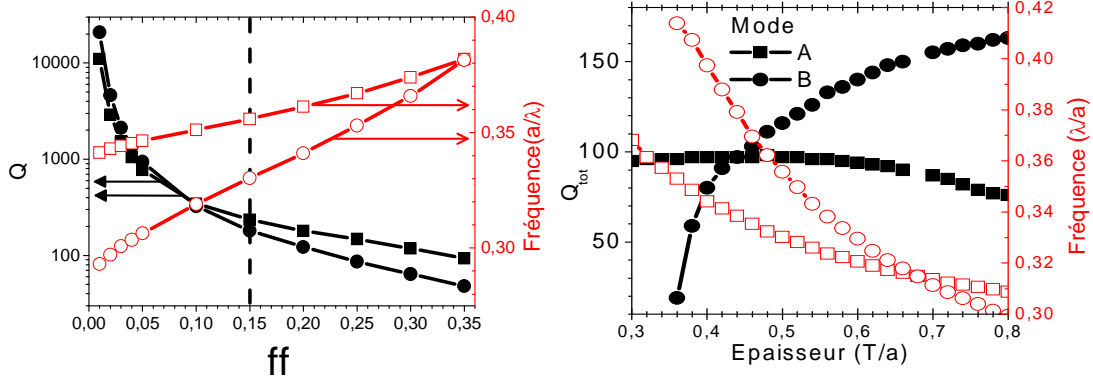 Q
10000
1000
100
0,00 0,05 0,10 0,15 0,20 0,25 0,30 0,35
ff
0,40
0,35
0,30
Fréquence(a/λ)
Q_tot
150
100
50
Mode
A
B
0,3 0,4 0,5 0,6 0,7 0,8
Epaisseur (T/a)
0,42
0,40
0,38
0,36
0,34
0,32
0,30
Fréquence (λ/a)